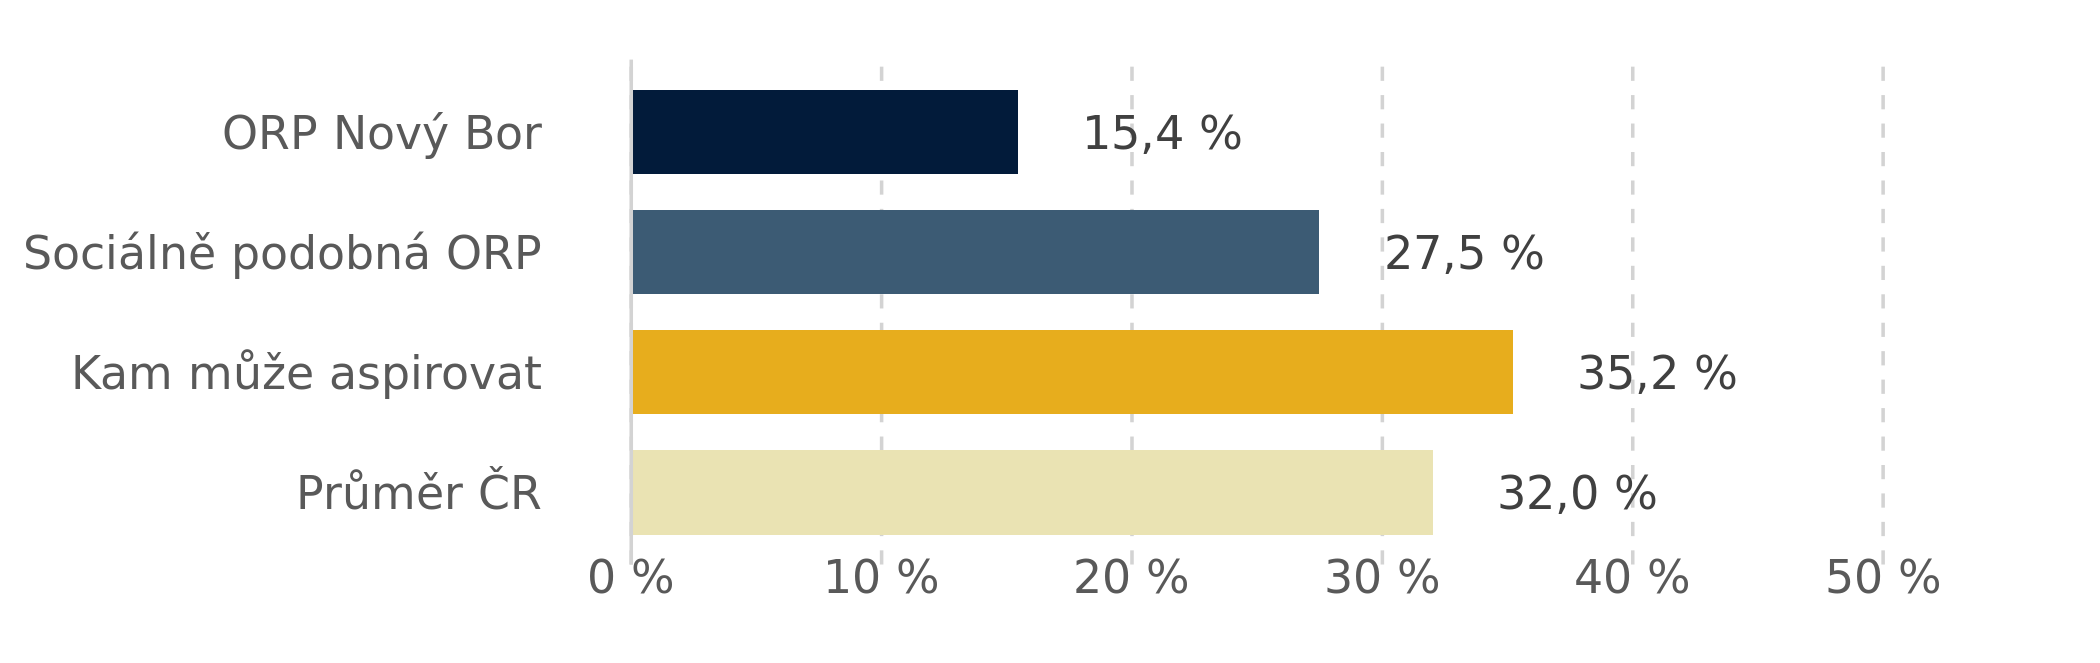 ORP Nový Bor 15,4 %
Sociálně podobná ORP 27,5 %
Kam může aspirovat 35,2 %
Průměr ČR 32,0 %
0 % 10 % 20 % 30 % 40 % 50 %